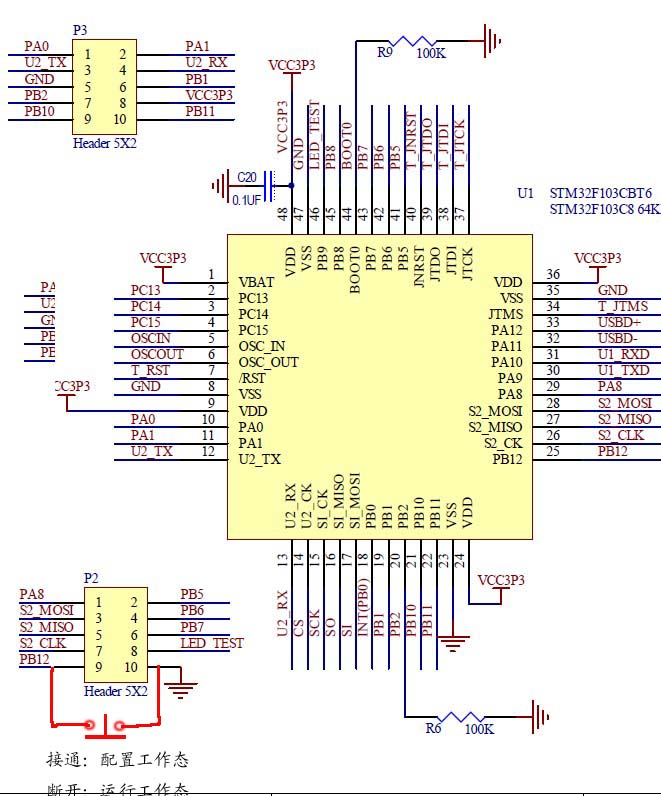 P3
PA0 1 2 PA1
U2_TX 3 4 U2_RX
GND 5 6 PB1
PB2 7 8 VCC3P3
PB10 9 10 PB11
Header 5X2
R9 100K
VCC3P3
C20
0.1UF
VCC3P3
GND
LED_TEST
PB8
BOOT0
PB7
PB6
PB5
T_JNRST
T_JTDO
T_JTDI
T_JTCK
48 47 46 45 44 43 42 41 40 39 38 37
U1 STM32F103CBT6
STM32F103C8 64K
VDD
VSS
PB9
PB8
BOOT0
PB7
PB6
PB5
JNRST
JTDO
JTDI
JTCK
VCC3P3
1 VBAT
PC13 2 PC13
PC14 3 PC14
PC15 4 PC15
OSCIN 5 OSC_IN
OSCOUT 6 OSC_OUT
T_RST 7 /RST
GND 8 VSS
9 VDD
PA0 10 PA0
PA1 11 PA1
U2_TX 12 U2_TX
VCC3P3
VDD 36
VSS 35 GND
JTMS 34 T_JTMS
PA12 33 USBD+
PA11 32 USBD-
PA10 31 U1_RXD
PA9 30 U1_TXD
PA8 29 PA8
S2_MOSI 28 S2_MOSI
S2_MISO 27 S2_MISO
S2_CK 26 S2_CLK
PB12 25 PB12
U2_RX
U2_CK
SI_CK
SI_MISO
SI_MOSI
PB0
PB1
PB2
PB10
PB11
VSS
VDD
13 14 15 16 17 18 19 20 21 22 23 24
U2_RX
CS
SCK
SO
SI
INT(PB0)
PB1
PB2
PB10
PB11
VCC3P3
P2
PA8 1 2 PB5
S2_MOSI 3 4 PB6
S2_MISO 5 6 PB7
S2_CLK 7 8 LED_TEST
PB12 9 10
Header 5X2
R6 100K
接通：配置工作态
断开：运行工作态